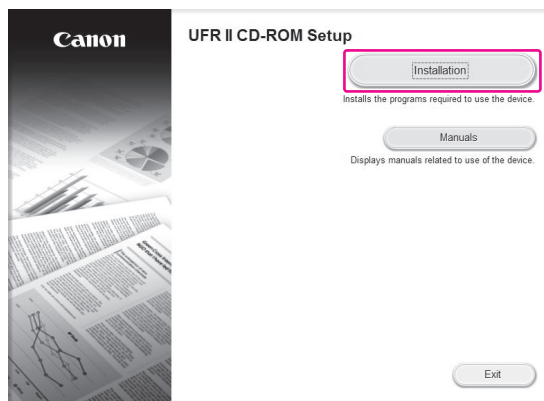 Canon
UFR II CD-ROM Setup
Installation
Installs the programs required to use the device.
Manuals
Displays manuals related to use of the device.
Exit